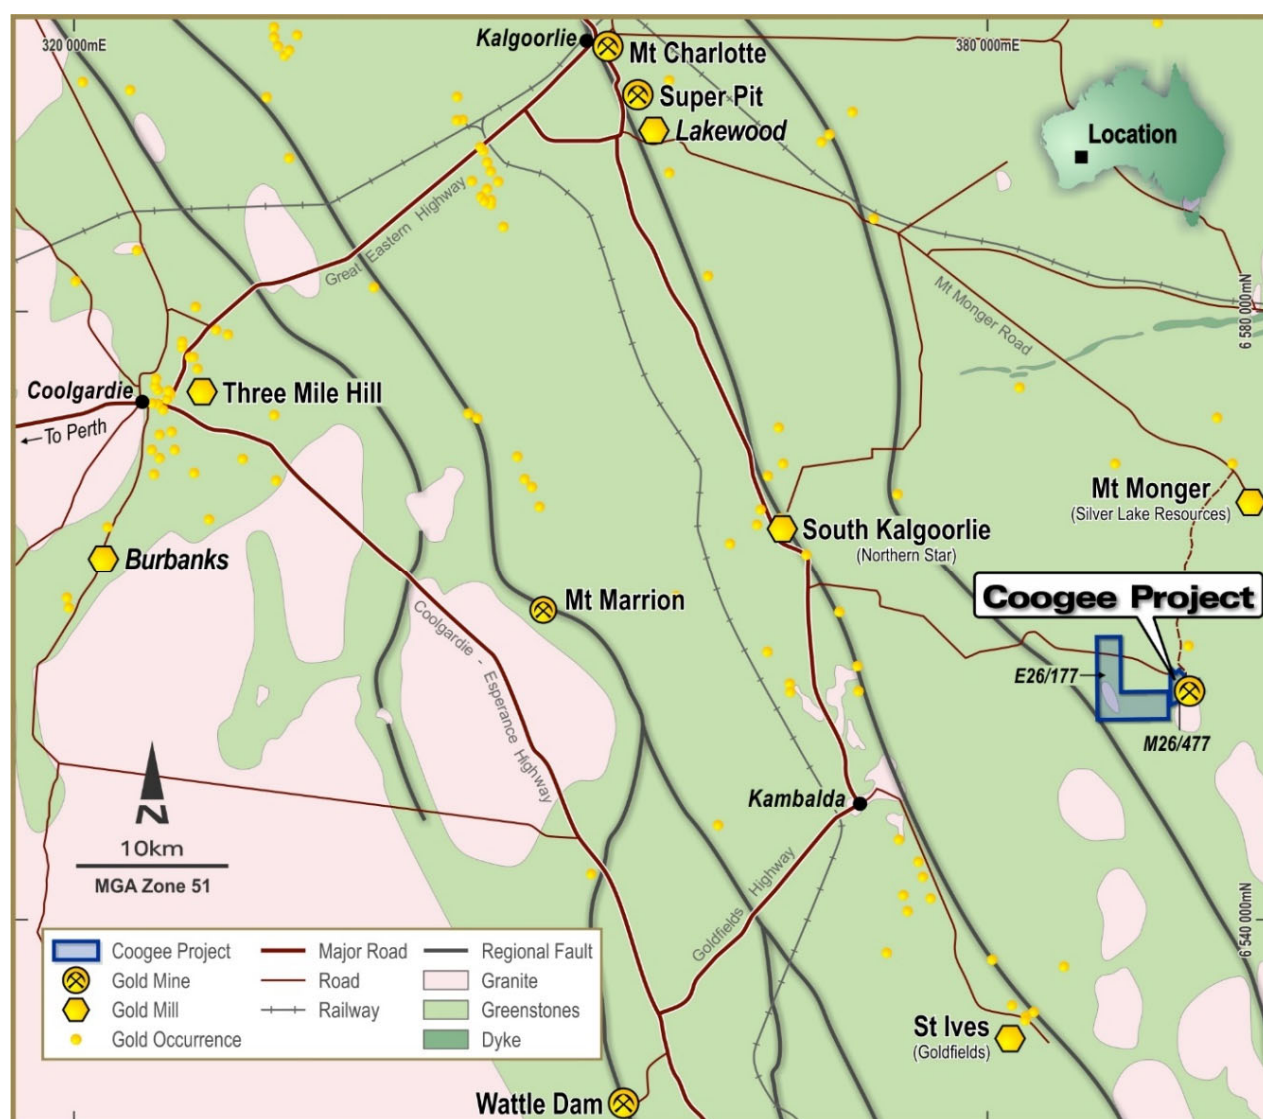 320 000mE
380 000mE
Kalgoorlie
Mt Charlotte
Super Pit
Lakewood
Location
Great Eastern Highway
Mt Monger Road
6 580 000mN
Coolgardie
Three Mile Hill
←To Perth
Mt Monger
(Silver Lake Resources)
South Kalgoorlie
(Northern Star)
Burbanks
Coogee Project
Mt Marrion
Coolgardie - Esperance Highway
E26/177
M26/477
Kambalda
N
10km
MGA Zone 51
Goldfields Highway
6 540 000mN
Coogee Project
Major Road
Regional Fault
Gold Mine
Road
Granite
Gold Mill
Railway
Greenstones
Gold Occurrence
Dyke
St Ives
(Goldfields)
Wattle Dam